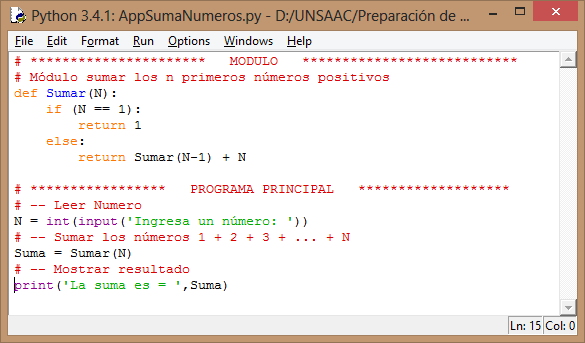 Python 3.4.1: AppSumaNumeros.py - D:/UNSAAC/Preparación de ...
File Edit Format Run Options Windows Help
# ********************** MODULO ***************************
# Módulo sumar los n primeros números positivos
def Sumar(N):
    if (N == 1):
        return 1
    else:
        return Sumar(N-1) + N
# ***************** PROGRAMA PRINCIPAL *******************
# -- Leer Numero
N = int(input('Ingresa un número: '))
# -- Sumar los números 1 + 2 + 3 + ... + N
Suma = Sumar(N)
# -- Mostrar resultado
print('La suma es = ',Suma)
Ln: 15 Col: 0